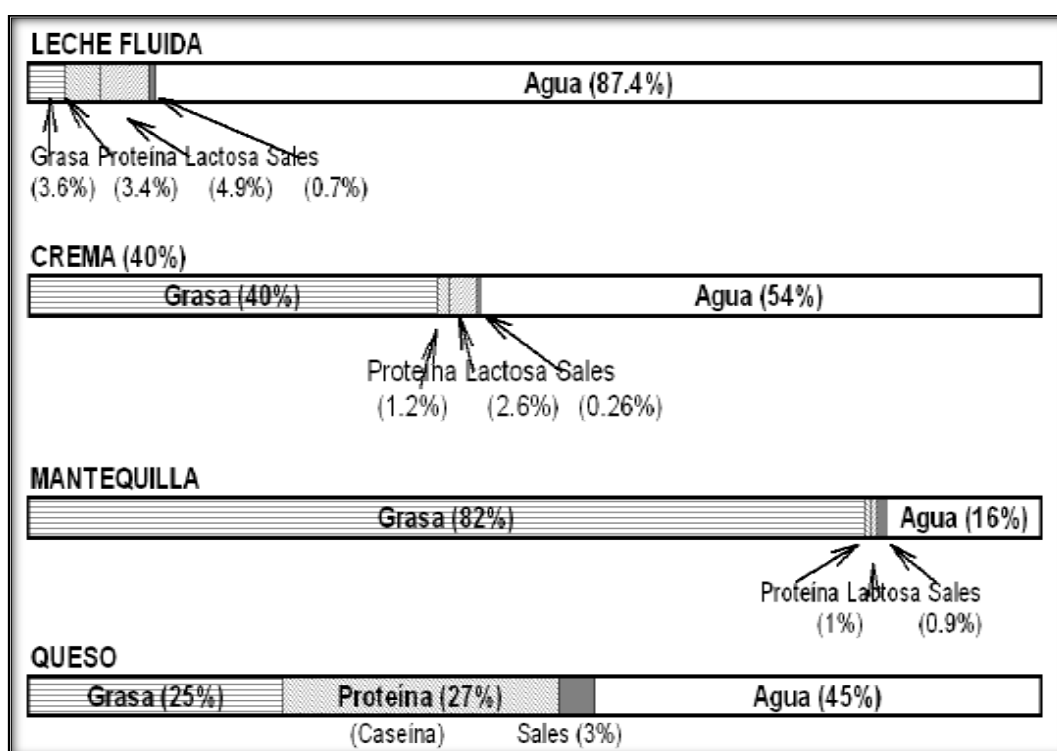 LECHE FLUIDA
Agua (87.4%)
Grasa Proteína Lactosa Sales
(3.6%) (3.4%) (4.9%) (0.7%)
CREMA (40%)
Grasa (40%) Agua (54%)
Proteína Lactosa Sales
(1.2%) (2.6%) (0.26%)
MANTEQUILLA
Grasa (82%) Agua (16%)
Proteína Lactosa Sales
(1%) (0.9%)
QUESO
Grasa (25%) Proteína (27%) Agua (45%)
(Caseína) Sales (3%)